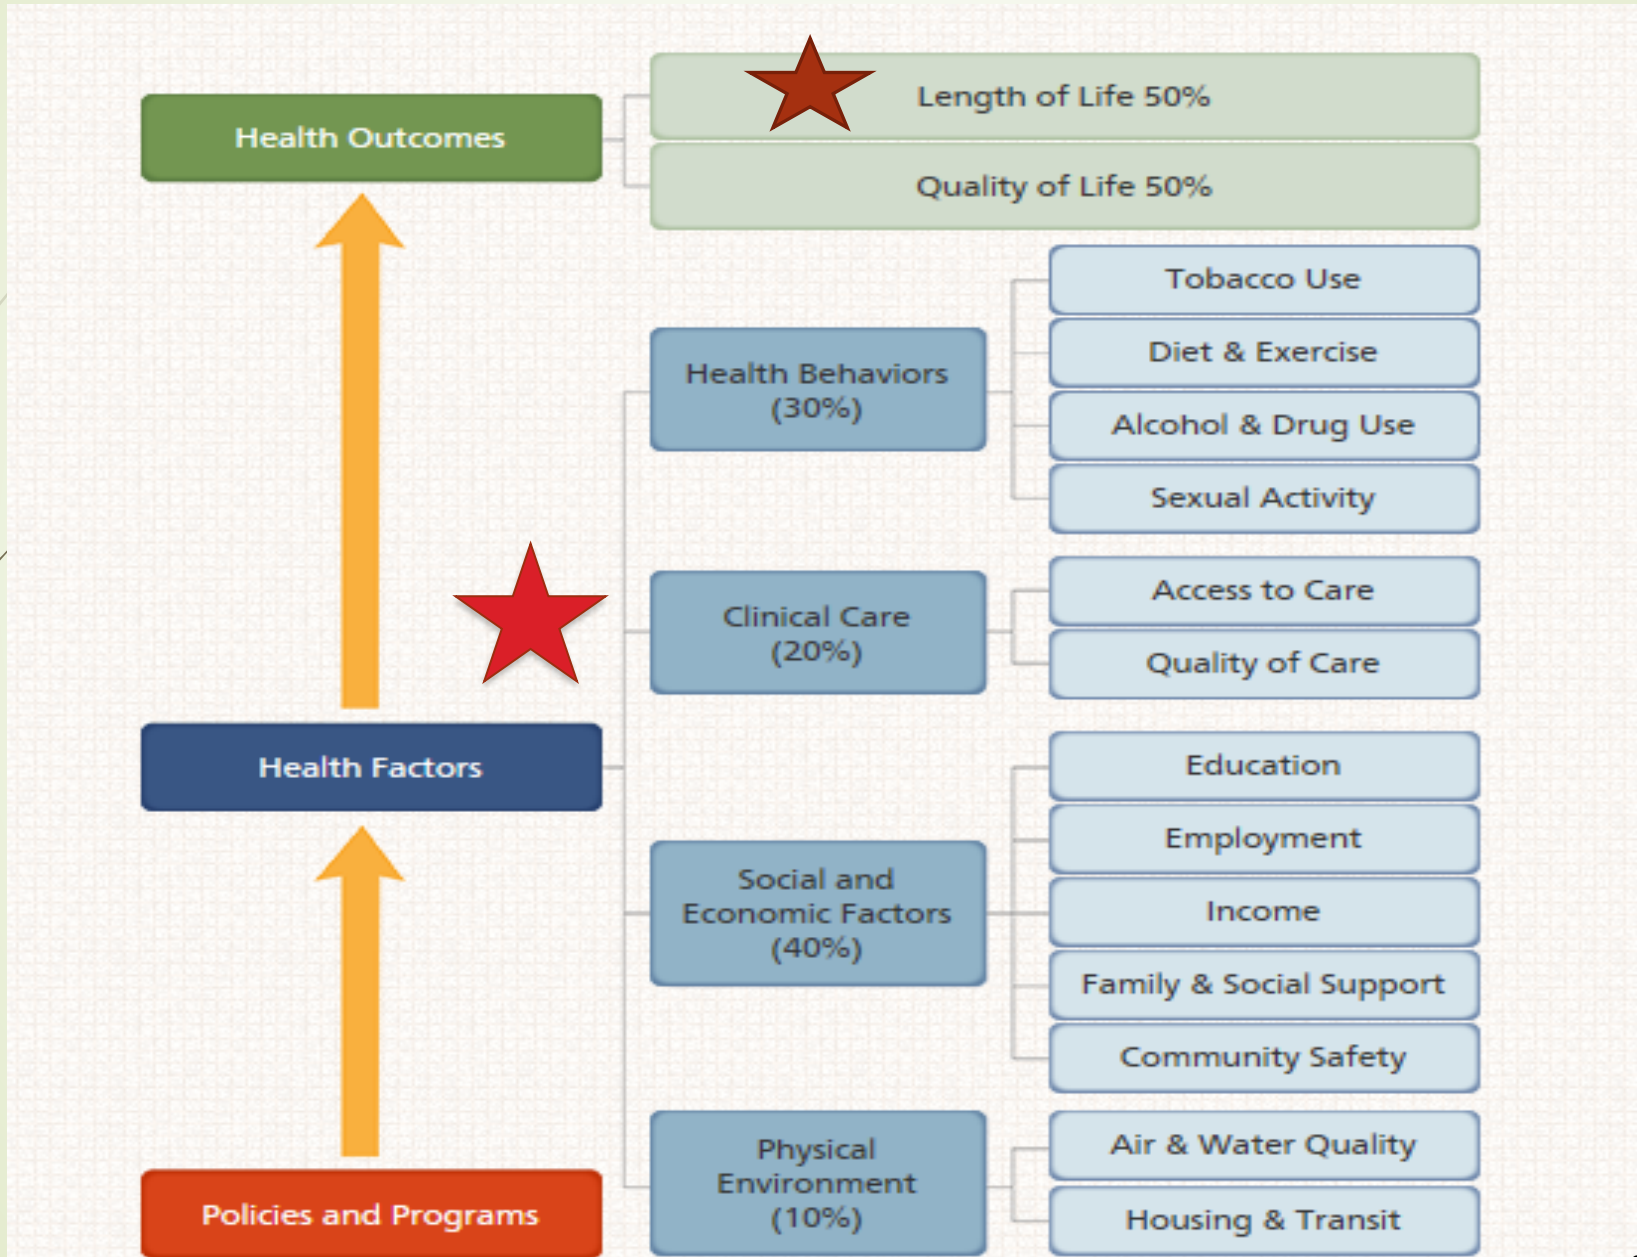 Health Outcomes
Length of Life 50%
Quality of Life 50%
Health Factors
Health Behaviors
(30%)
Tobacco Use
Diet & Exercise
Alcohol & Drug Use
Sexual Activity
Clinical Care
(20%)
Access to Care
Quality of Care
Social and
Economic Factors
(40%)
Education
Employment
Income
Family & Social Support
Community Safety
Physical
Environment
(10%)
Air & Water Quality
Housing & Transit
Policies and Programs